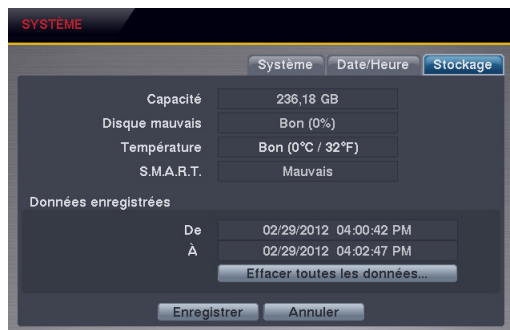 SYSTÈME
Système Date/Heure Stockage
Capacité 236,18 GB
Disque mauvais Bon (0%)
Température Bon (0°C / 32°F)
S.M.A.R.T. Mauvais
Données enregistrées
De 02/29/2012 04:00:42 PM
À 02/29/2012 04:02:47 PM
Effacer toutes les données...
Enregistrer Annuler